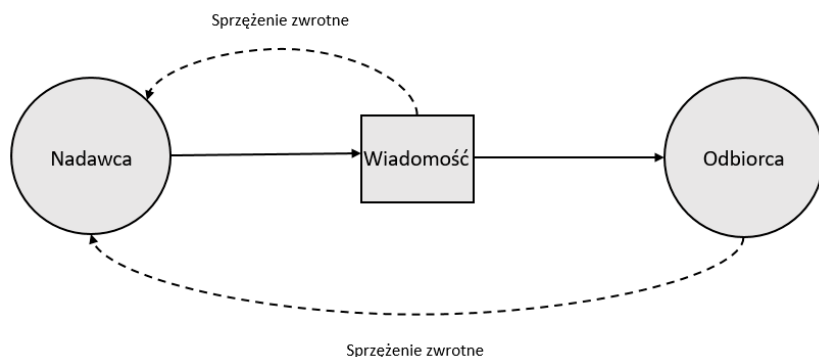 Sprzężenie zwrotne
Nadawca
Wiadomość
Odbiorca
Sprzężenie zwrotne